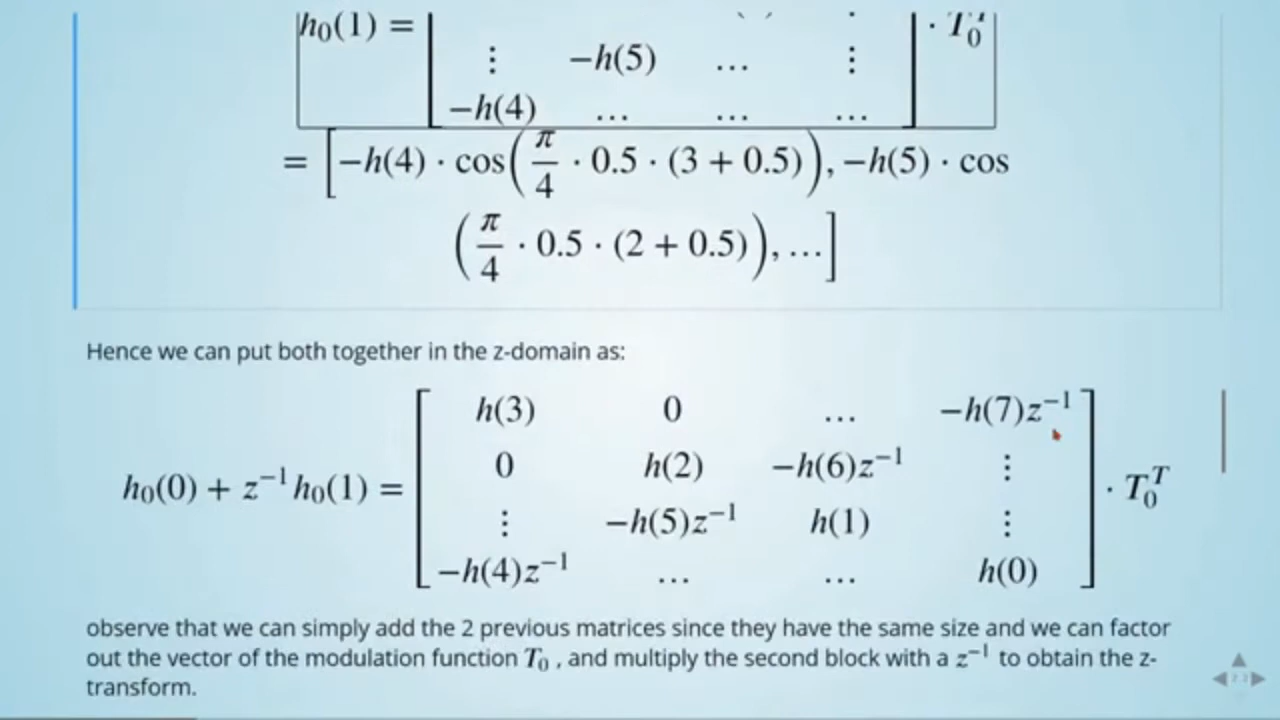 h₀(1) = [ ⋱ ⋮ ] · T₀ᵀ
⋮ −h(5) … ⋮
−h(4) … … …
= [−h(4) · cos(π/4 · 0.5 · (3 + 0.5)), −h(5) · cos
(π/4 · 0.5 · (2 + 0.5)), …]
Hence we can put both together in the z-domain as:
h(3) 0 … −h(7)z⁻¹
0 h(2) −h(6)z⁻¹ ⋮
h₀(0) + z⁻¹h₀(1) = [ ] · T₀ᵀ
⋮ −h(5)z⁻¹ h(1) ⋮
−h(4)z⁻¹ … … h(0)
observe that we can simply add the 2 previous matrices since they have the same size and we can factor
out the vector of the modulation function T₀ , and multiply the second block with a z⁻¹ to obtain the z-
transform.